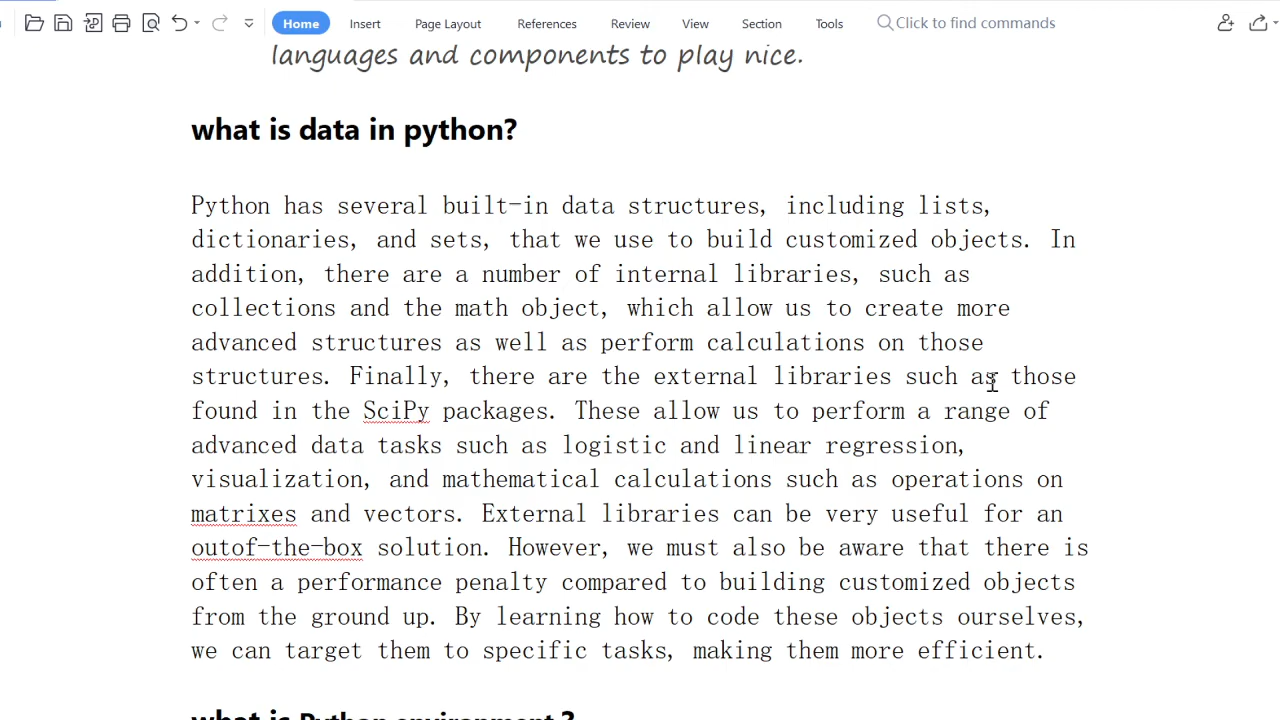 Home Insert Page Layout References Review View Section Tools Click to find commands
languages and components to play nice.
what is data in python?
Python has several built-in data structures, including lists,
dictionaries, and sets, that we use to build customized objects. In
addition, there are a number of internal libraries, such as
collections and the math object, which allow us to create more
advanced structures as well as perform calculations on those
structures. Finally, there are the external libraries such as those
found in the SciPy packages. These allow us to perform a range of
advanced data tasks such as logistic and linear regression,
visualization, and mathematical calculations such as operations on
matrixes and vectors. External libraries can be very useful for an
outof-the-box solution. However, we must also be aware that there is
often a performance penalty compared to building customized objects
from the ground up. By learning how to code these objects ourselves,
we can target them to specific tasks, making them more efficient.
what is Python environment ?